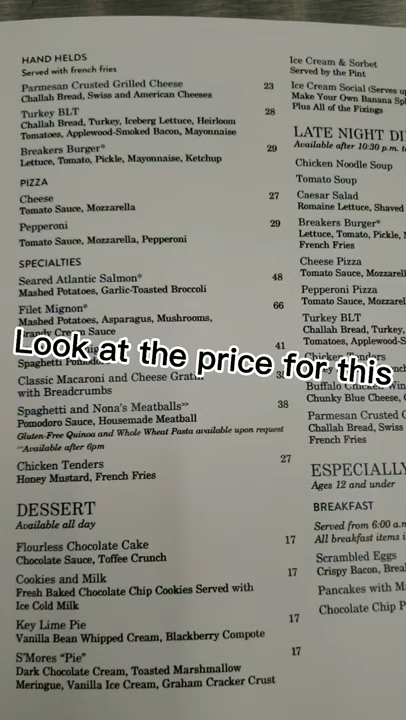 HAND HELDS
Served with french fries
Parmesan Crusted Grilled Cheese 23
Challah Bread, Swiss and American Cheeses
Turkey BLT 28
Challah Bread, Turkey, Iceberg Lettuce, Heirloom
Tomatoes, Applewood-Smoked Bacon, Mayonnaise
Breakers Burger* 29
Lettuce, Tomato, Pickle, Mayonnaise, Ketchup
PIZZA
Cheese 27
Tomato Sauce, Mozzarella
Pepperoni 29
Tomato Sauce, Mozzarella, Pepperoni
SPECIALTIES
Seared Atlantic Salmon* 48
Mashed Potatoes, Garlic-Toasted Broccoli
Filet Mignon* 66
Mashed Potatoes, Asparagus, Mushrooms,
Brandy Cream Sauce
Look at the price for this
41
Spaghetti
Classic Macaroni and Cheese
with Breadcrumbs
Spaghetti and Nona's Meatballs 38
Pomodoro Sauce, Housemade Meatball
Gluten-Free Quinoa and Whole Wheat Pasta available upon request
Available after 6pm
Chicken Tenders 27
Honey Mustard, French Fries
DESSERT
Available all day
Flourless Chocolate Cake 17
Chocolate Sauce, Toffee Crunch
Cookies and Milk 17
Fresh Baked Chocolate Chip Cookies Served with
Ice Cold Milk
Key Lime Pie 17
Vanilla Bean Whipped Cream, Blackberry Compote
S'Mores "Pie" 17
Dark Chocolate Cream, Toasted Marshmallow
Meringue, Vanilla Ice Cream, Graham Cracker Crust
Ice Cream & Sorbet
Served by the Pint
Ice Cream Social (Serves
Make Your Own Banana
Plus All of the Fixings
LATE NIGHT
Available after 10:30 p.m.
Chicken Noodle Soup
Tomato Soup
Caesar Salad
Romaine Lettuce, Shaved
Breakers Burger*
Lettuce, Tomato, Pickle,
French Fries
Cheese Pizza
Tomato Sauce,
Pepperoni Pizza
Tomato Sauce,
Turkey BLT
Challah Bread, Turkey,
Tomatoes,
Chicken Tenders
Buffalo Chicken
Chunky Blue Cheese,
Parmesan Crusted
Challah Bread, Swiss
French Fries
ESPECIALLY
Ages 12 and under
BREAKFAST
Served from 6:00
All breakfast items
Scrambled Eggs
Crispy Bacon,
Pancakes with
Chocolate Chip